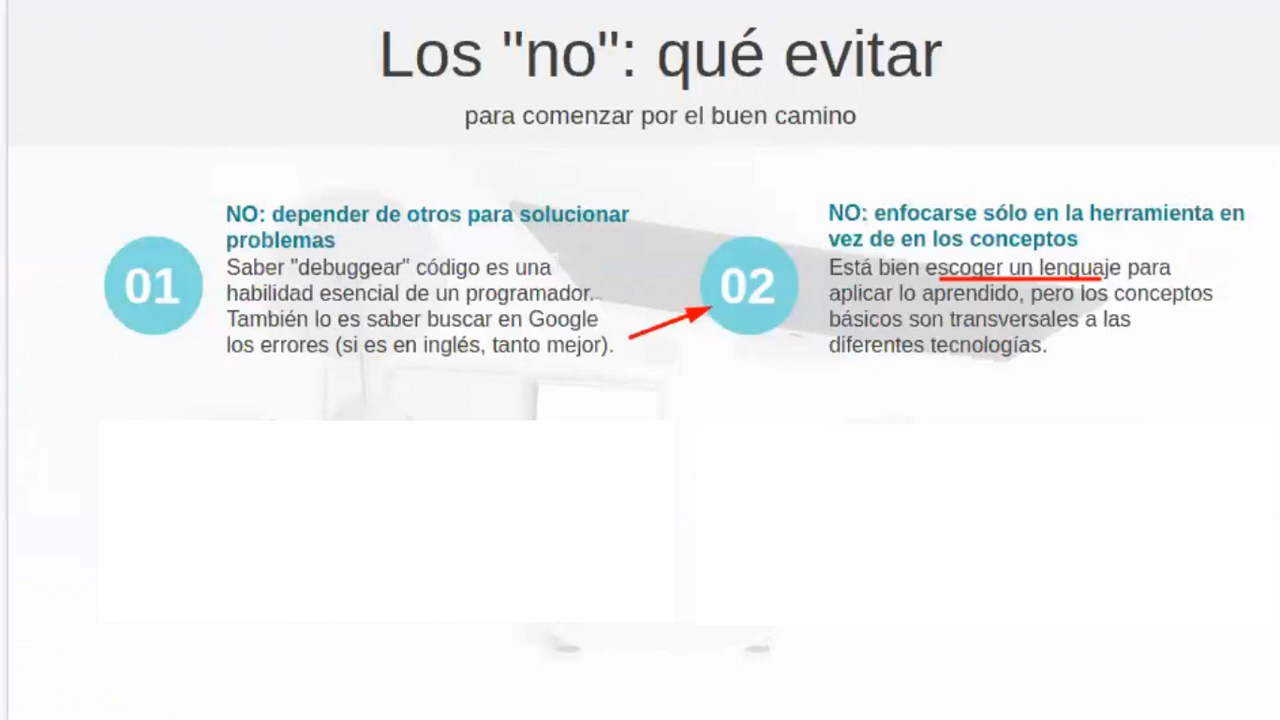 Los "no": qué evitar
para comenzar por el buen camino
01
NO: depender de otros para solucionar
problemas
Saber "debuggear" código es una
habilidad esencial de un programador.
También lo es saber buscar en Google
los errores (si es en inglés, tanto mejor).
02
NO: enfocarse sólo en la herramienta en
vez de en los conceptos
Está bien escoger un lenguaje para
aplicar lo aprendido, pero los conceptos
básicos son transversales a las
diferentes tecnologías.